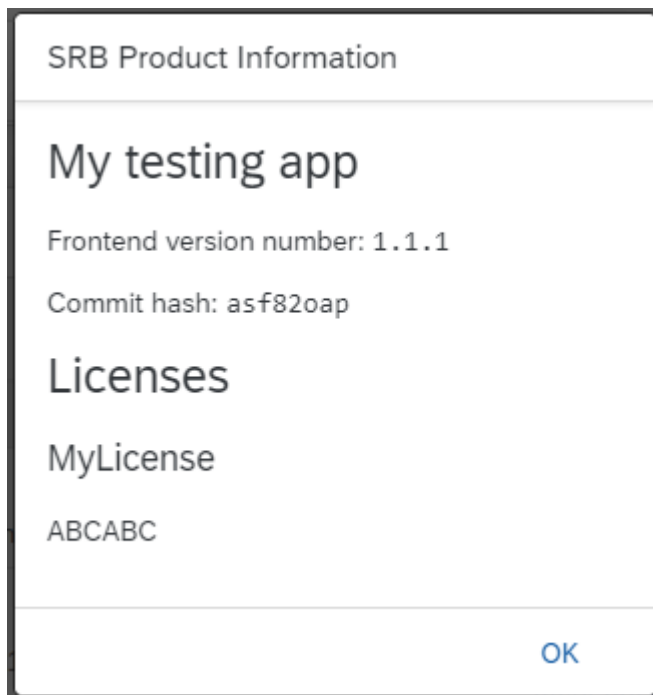 SRB Product Information
My testing app
Frontend version number: 1.1.1
Commit hash: asf82oap
Licenses
MyLicense
ABCABC
OK